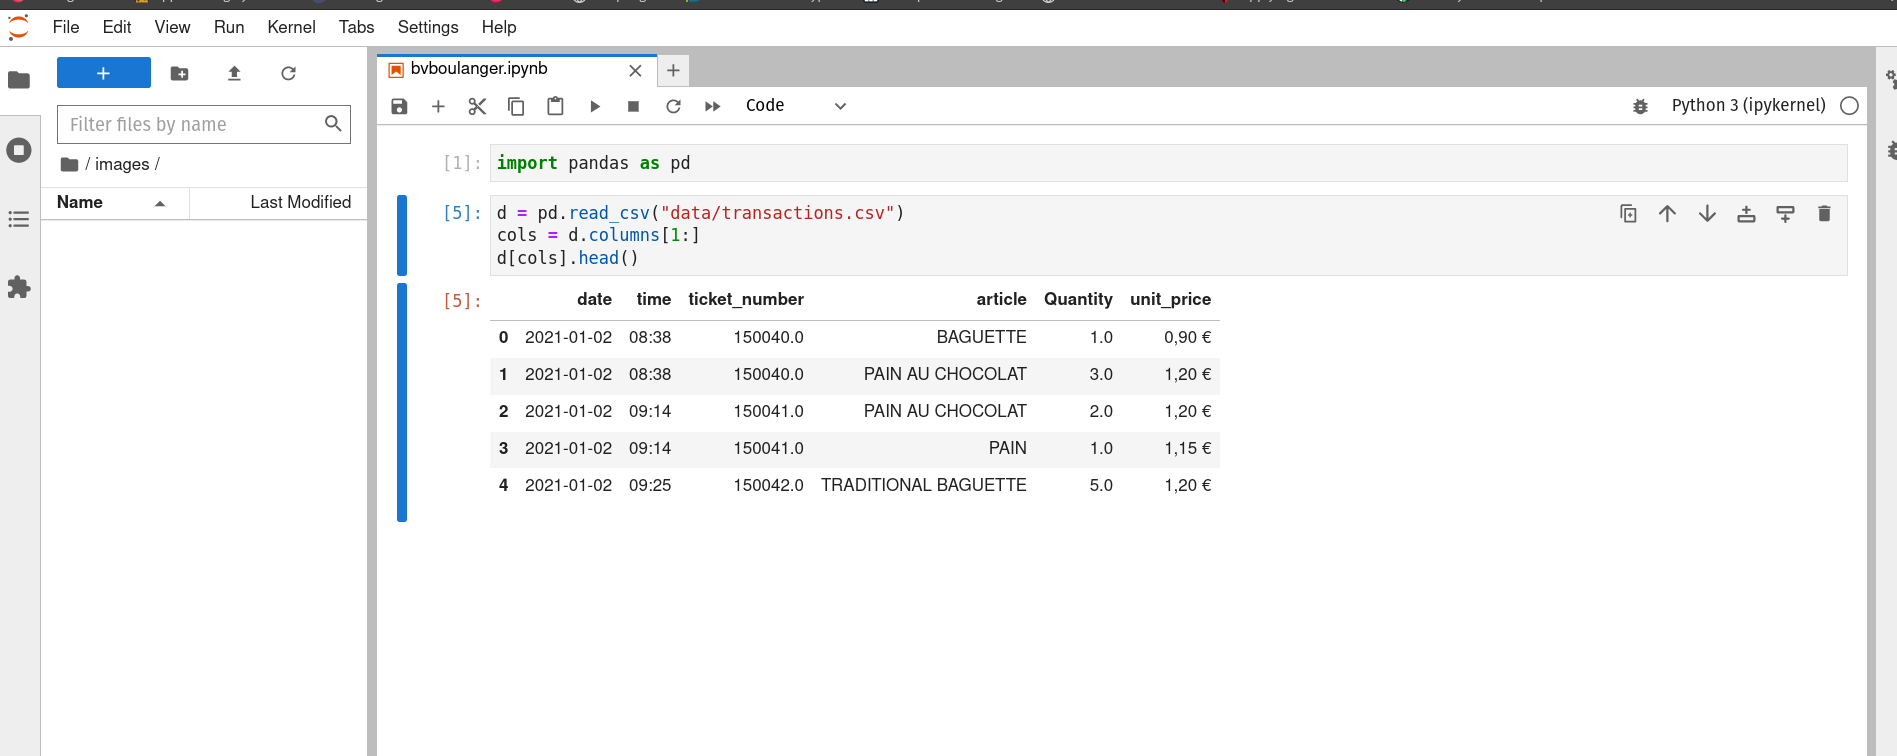 File Edit View Run Kernel Tabs Settings Help
Filter files by name
/ images /
Name Last Modified
bvboulanger.ipynb
Code
Python 3 (ipykernel)
[1]: import pandas as pd
[5]: d = pd.read_csv("data/transactions.csv")
cols = d.columns[1:]
d[cols].head()
[5]: date time ticket_number article Quantity unit_price
0 2021-01-02 08:38 150040.0 BAGUETTE 1.0 0,90 €
1 2021-01-02 08:38 150040.0 PAIN AU CHOCOLAT 3.0 1,20 €
2 2021-01-02 09:14 150041.0 PAIN AU CHOCOLAT 2.0 1,20 €
3 2021-01-02 09:14 150041.0 PAIN 1.0 1,15 €
4 2021-01-02 09:25 150042.0 TRADITIONAL BAGUETTE 5.0 1,20 €